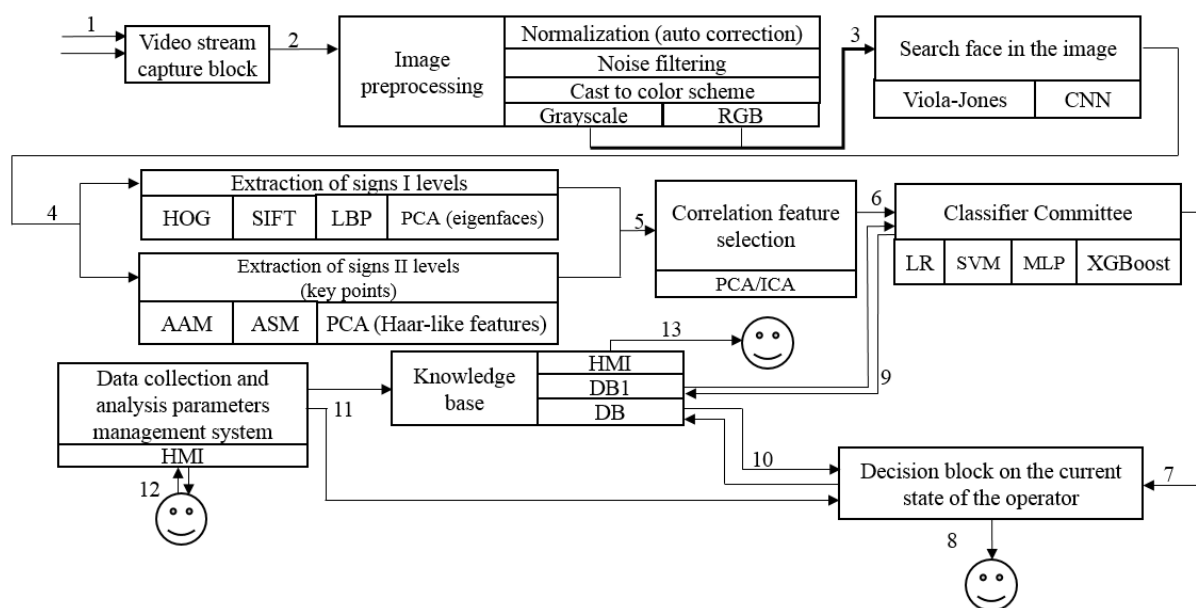 1
Video stream
capture block
2
Image
preprocessing
Normalization (auto correction)
Noise filtering
Cast to color scheme
Grayscale
RGB
3
Search face in the image
Viola-Jones
CNN
4
Extraction of signs I levels
HOG
SIFT
LBP
PCA (eigenfaces)
Extraction of signs II levels
(key points)
AAM
ASM
PCA (Haar-like features)
5
Correlation feature
selection
PCA/ICA
6
Classifier Committee
LR
SVM
MLP
XGBoost
13
Data collection and
analysis parameters
management system
HMI
11
12
Knowledge
base
HMI
DB1
DB
9
10
Decision block on the current
state of the operator
7
8